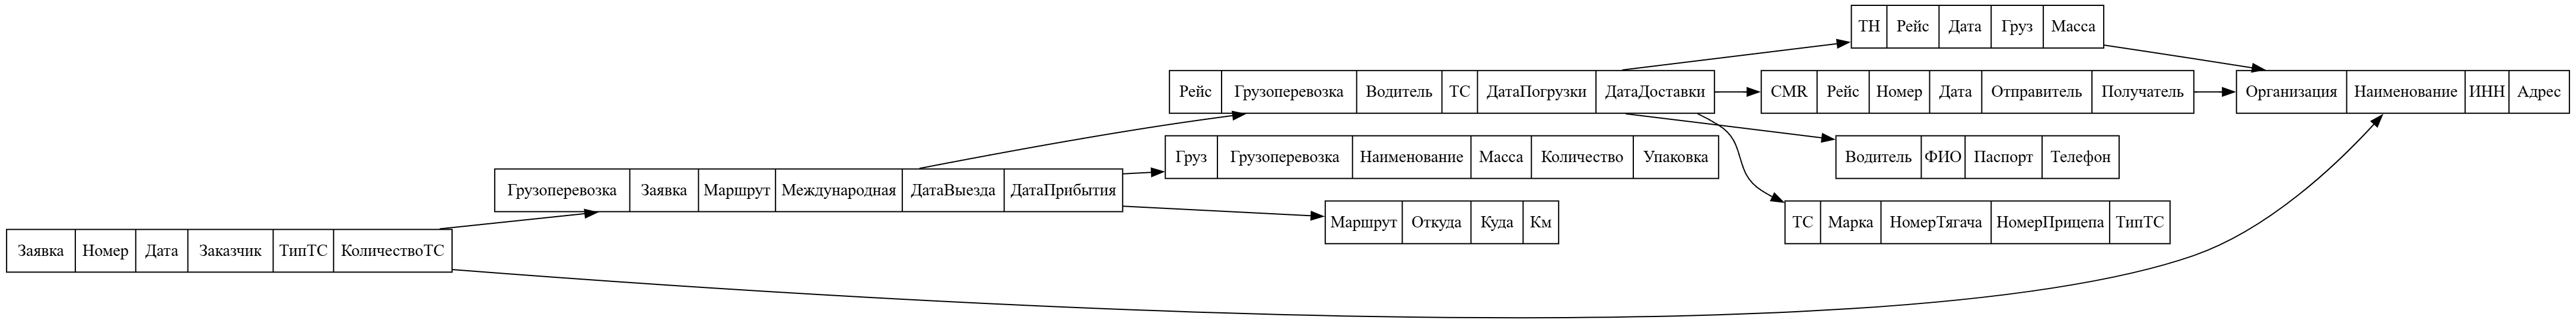 ТН Рейс Дата Груз Масса
Рейс Грузоперевозка Водитель ТС ДатаПогрузки ДатаДоставки
CMR Рейс Номер Дата Отправитель Получатель
Организация Наименование ИНН Адрес
Груз Грузоперевозка Наименование Масса Количество Упаковка
Водитель ФИО Паспорт Телефон
Грузоперевозка Заявка Маршрут Международная ДатаВыезда ДатаПрибытия
Маршрут Откуда Куда Км
ТС Марка НомерТягача НомерПрицепа ТипТС
Заявка Номер Дата Заказчик ТипТС КоличествоТС